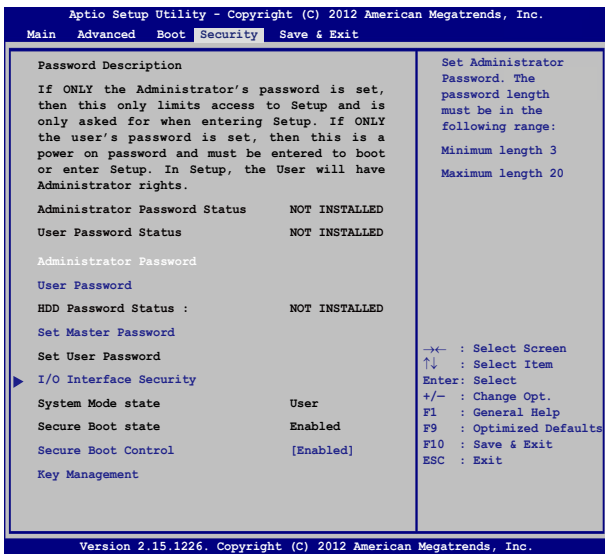 Aptio Setup Utility - Copyright (C) 2012 American Megatrends, Inc.
Main Advanced Boot Security Save & Exit
Password Description
If ONLY the Administrator's password is set,
then this only limits access to Setup and is
only asked for when entering Setup. If ONLY
the user's password is set, then this is a
power on password and must be entered to boot
or enter Setup. In Setup, the User will have
Administrator rights.
Administrator Password Status NOT INSTALLED
User Password Status NOT INSTALLED
Administrator Password
User Password
HDD Password Status : NOT INSTALLED
Set Master Password
Set User Password
I/O Interface Security
System Mode state User
Secure Boot state Enabled
Secure Boot Control [Enabled]
Key Management
Set Administrator
Password. The
password length
must be in the
following range:
Minimum length 3
Maximum length 20
→← : Select Screen
↑↓ : Select Item
Enter: Select
+/— : Change Opt.
F1 : General Help
F9 : Optimized Defaults
F10 : Save & Exit
ESC : Exit
Version 2.15.1226. Copyright (C) 2012 American Megatrends, Inc.